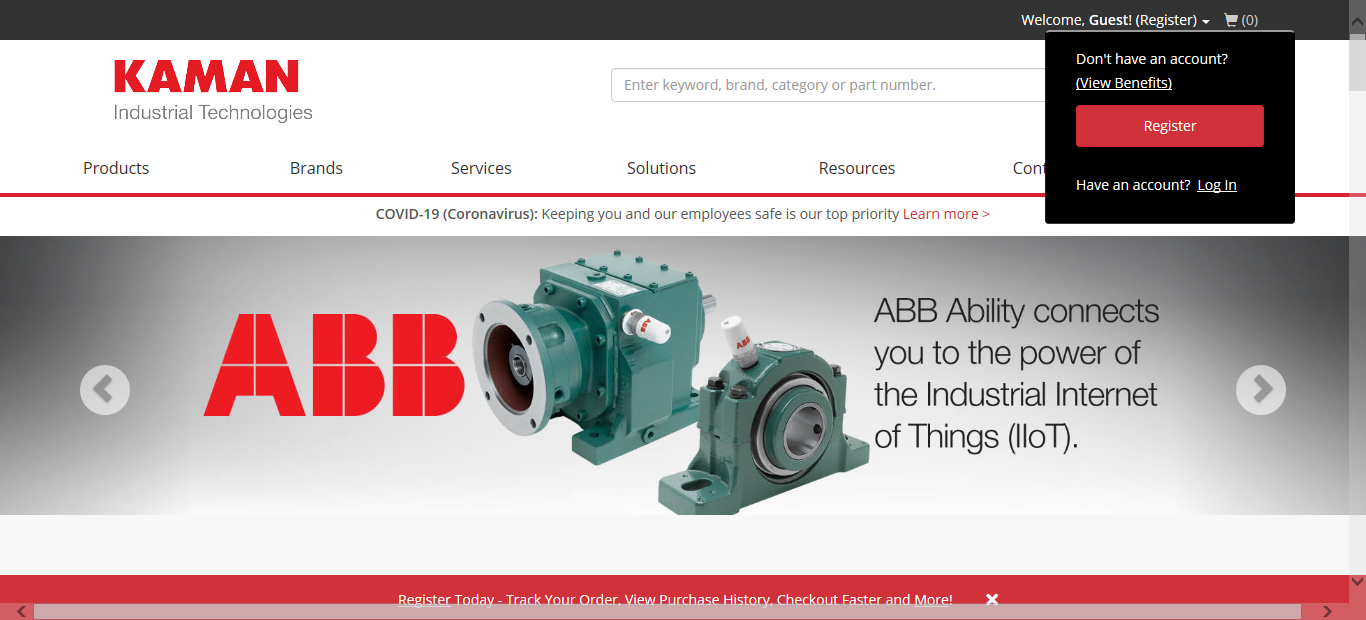 Welcome, Guest! (Register) (0)
Don't have an account?
(View Benefits)
Register
Have an account? Log In
KAMAN
Industrial Technologies
Enter keyword, brand, category or part number.
Products Brands Services Solutions Resources Cont
COVID-19 (Coronavirus): Keeping you and our employees safe is our top priority Learn more >
ABB
ABB
ABB
ABB Ability connects
you to the power of
the Industrial Internet
of Things (IIoT).
Register Today - Track Your Order, View Purchase History, Checkout Faster and More!